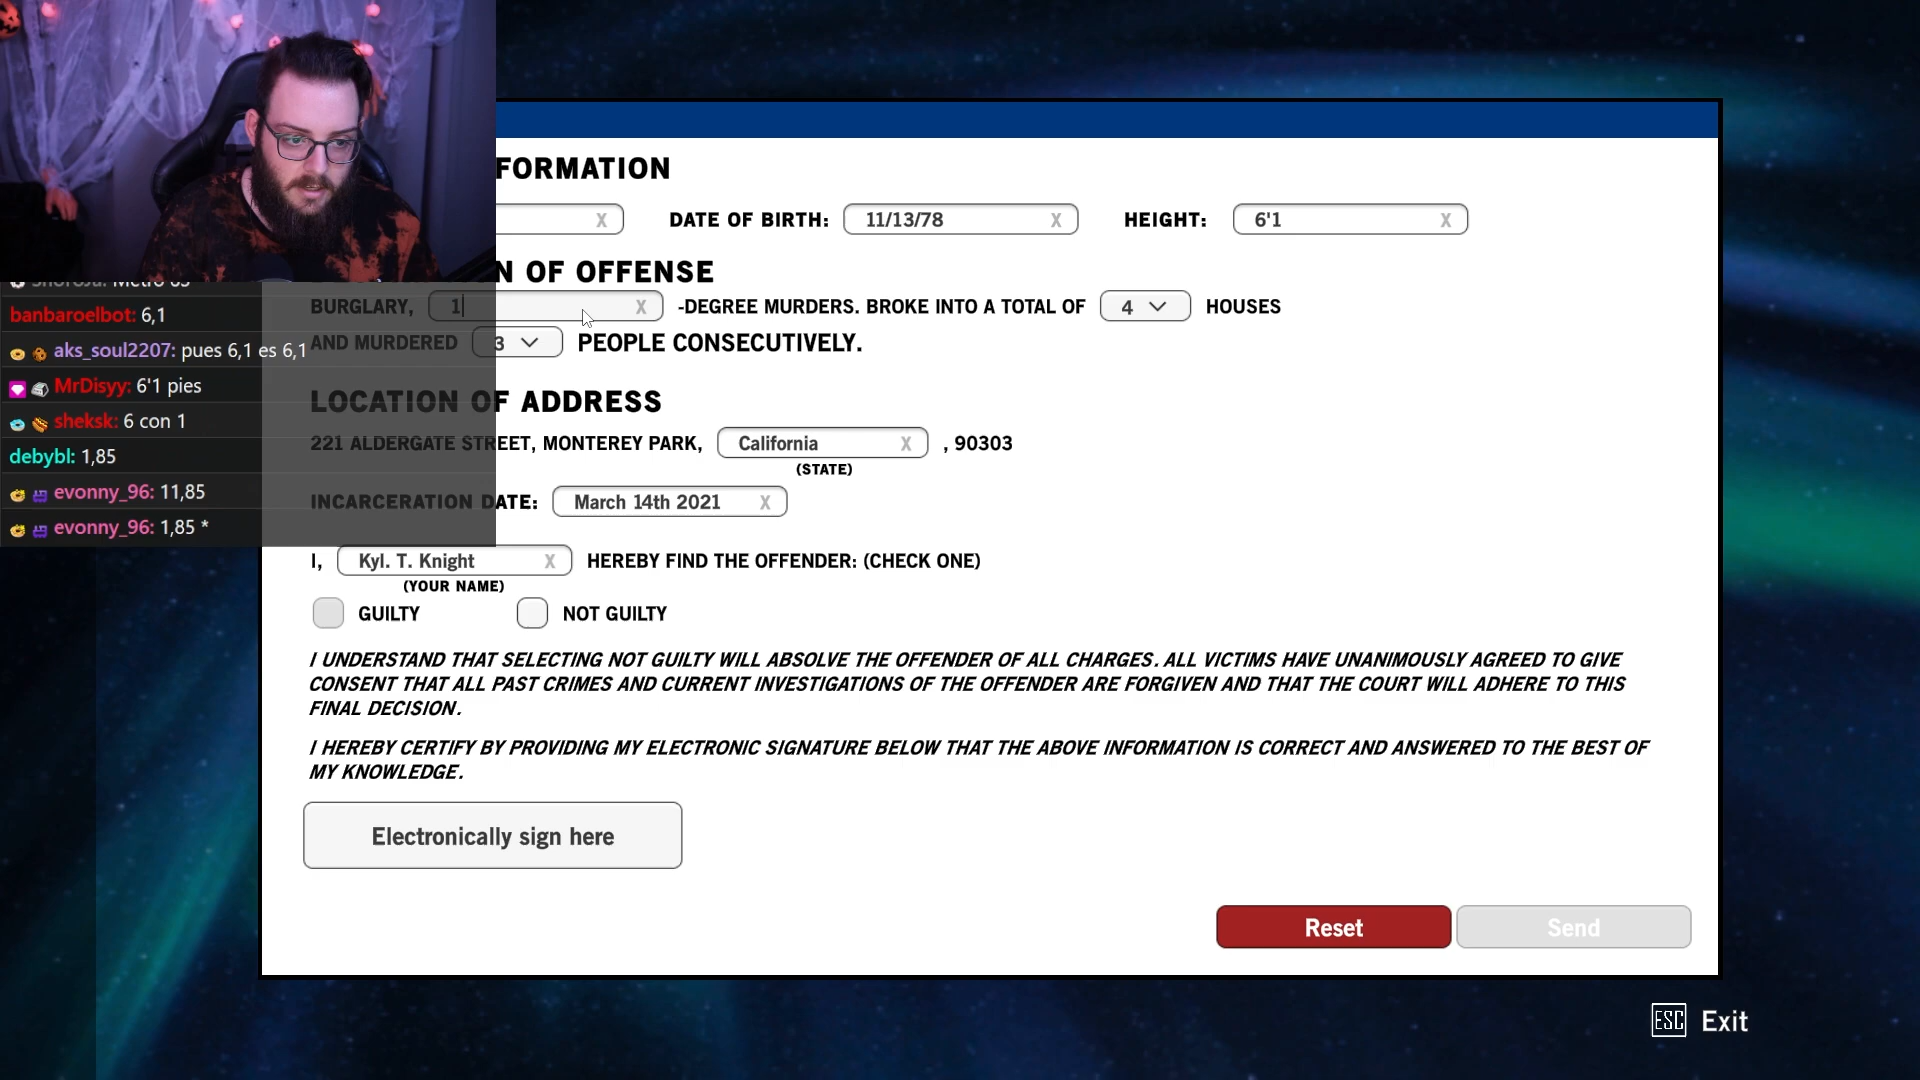 FORMATION
X DATE OF BIRTH: 11/13/78 X HEIGHT: 6'1 X
N OF OFFENSE
BURGLARY, 1 X -DEGREE MURDERS. BROKE INTO A TOTAL OF 4 HOUSES
AND MURDERED 3 PEOPLE CONSECUTIVELY.
LOCATION OF ADDRESS
221 ALDERGATE STREET, MONTEREY PARK, California X , 90303
(STATE)
INCARCERATION DATE: March 14th 2021 X
I, Kyl. T. Knight X HEREBY FIND THE OFFENDER: (CHECK ONE)
(YOUR NAME)
GUILTY NOT GUILTY
I UNDERSTAND THAT SELECTING NOT GUILTY WILL ABSOLVE THE OFFENDER OF ALL CHARGES. ALL VICTIMS HAVE UNANIMOUSLY AGREED TO GIVE
CONSENT THAT ALL PAST CRIMES AND CURRENT INVESTIGATIONS OF THE OFFENDER ARE FORGIVEN AND THAT THE COURT WILL ADHERE TO THIS
FINAL DECISION.
I HEREBY CERTIFY BY PROVIDING MY ELECTRONIC SIGNATURE BELOW THAT THE ABOVE INFORMATION IS CORRECT AND ANSWERED TO THE BEST OF
MY KNOWLEDGE.
Electronically sign here
Reset Send
ESC Exit
banbaroelbot: 6,1
aks_soul2207: pues 6,1 es 6,1
MrDisyy: 6'1 pies
sheksk: 6 con 1
debybl: 1,85
evonny_96: 11,85
evonny_96: 1,85 *